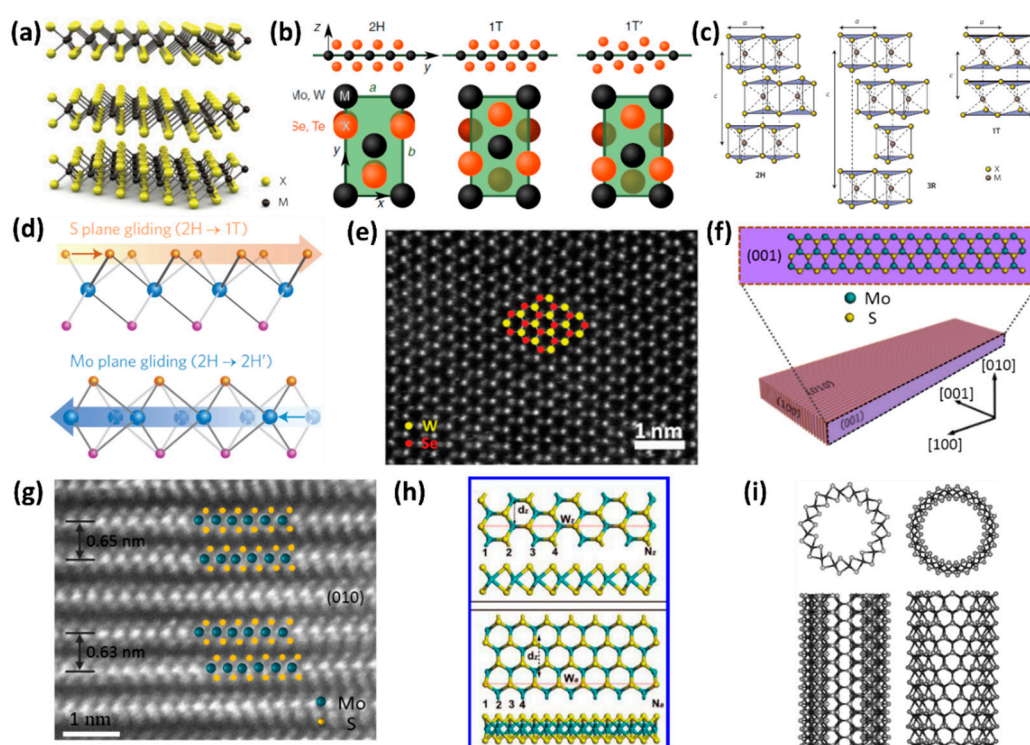 (a)
X
M
(b)
2H
1T
1T′
z
y
Mo, W
M
a
Se, Te
X
b
y
x
(c)
a
a
a
c
c
c
2H
3R
1T
X
M
(d)
S plane gliding (2H → 1T)
Mo plane gliding (2H → 2H′)
(e)
W
Se
1 nm
(f)
(001)
Mo
S
(010)
(100)
(001)
[010]
[001]
[100]
(g)
0.65 nm
(010)
0.63 nm
Mo
S
1 nm
(h)
dz
Wz
1 2 3 4 Nz
dz
Wa
1 2 3 4 Na
(i)